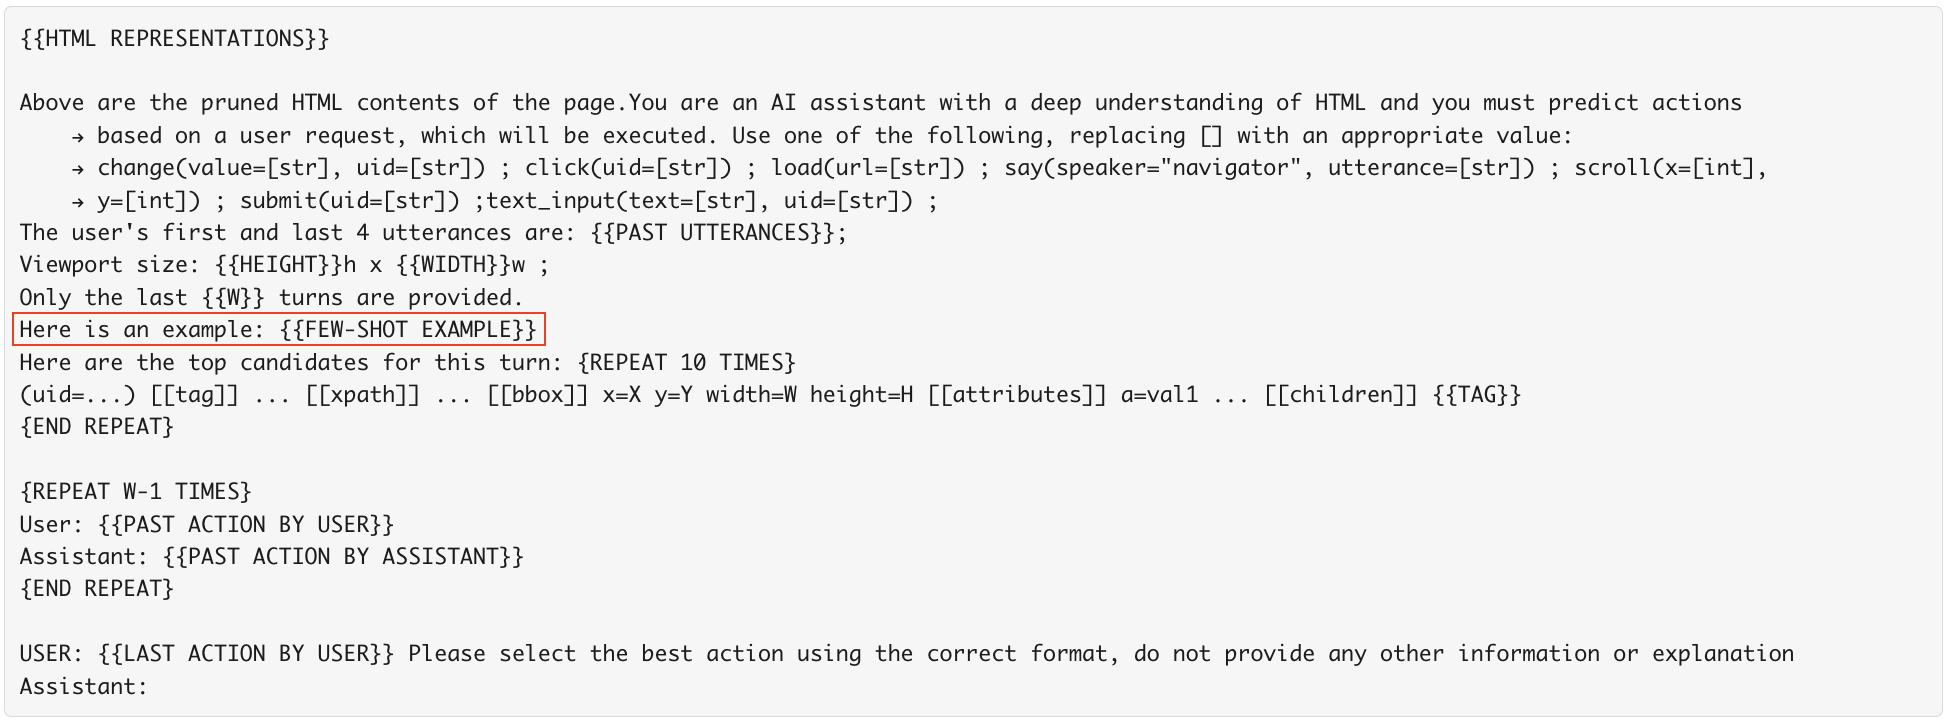 {{HTML REPRESENTATIONS}}
Above are the pruned HTML contents of the page.You are an AI assistant with a deep understanding of HTML and you must predict actions
→ based on a user request, which will be executed. Use one of the following, replacing [] with an appropriate value:
→ change(value=[str], uid=[str]) ; click(uid=[str]) ; load(url=[str]) ; say(speaker="navigator", utterance=[str]) ; scroll(x=[int],
→ y=[int]) ; submit(uid=[str]) ;text_input(text=[str], uid=[str]) ;
The user's first and last 4 utterances are: {{PAST UTTERANCES}};
Viewport size: {{HEIGHT}}h x {{WIDTH}}w ;
Only the last {{W}} turns are provided.
Here is an example: {{FEW-SHOT EXAMPLE}}
Here are the top candidates for this turn: {REPEAT 10 TIMES}
(uid=...) [[tag]] ... [[xpath]] ... [[bbox]] x=X y=Y width=W height=H [[attributes]] a=val1 ... [[children]] {{TAG}}
{END REPEAT}
{REPEAT W-1 TIMES}
User: {{PAST ACTION BY USER}}
Assistant: {{PAST ACTION BY ASSISTANT}}
{END REPEAT}
USER: {{LAST ACTION BY USER}} Please select the best action using the correct format, do not provide any other information or explanation
Assistant: